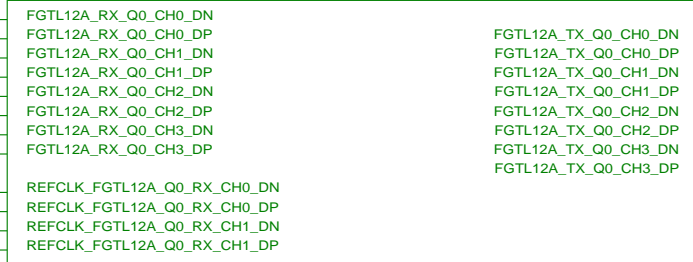 FGTL12A_RX_Q0_CH0_DN
FGTL12A_RX_Q0_CH0_DP
FGTL12A_RX_Q0_CH1_DN
FGTL12A_RX_Q0_CH1_DP
FGTL12A_RX_Q0_CH2_DN
FGTL12A_RX_Q0_CH2_DP
FGTL12A_RX_Q0_CH3_DN
FGTL12A_RX_Q0_CH3_DP
REFCLK_FGTL12A_Q0_RX_CH0_DN
REFCLK_FGTL12A_Q0_RX_CH0_DP
REFCLK_FGTL12A_Q0_RX_CH1_DN
REFCLK_FGTL12A_Q0_RX_CH1_DP
FGTL12A_TX_Q0_CH0_DN
FGTL12A_TX_Q0_CH0_DP
FGTL12A_TX_Q0_CH1_DN
FGTL12A_TX_Q0_CH1_DP
FGTL12A_TX_Q0_CH2_DN
FGTL12A_TX_Q0_CH2_DP
FGTL12A_TX_Q0_CH3_DN
FGTL12A_TX_Q0_CH3_DP